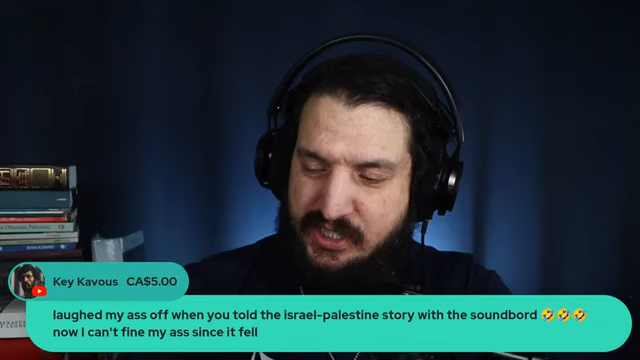 Key Kavous CA$5.00
laughed my ass off when you told the israel-palestine story with the soundbord 🤣🤣🤣
now I can't fine my ass since it fell